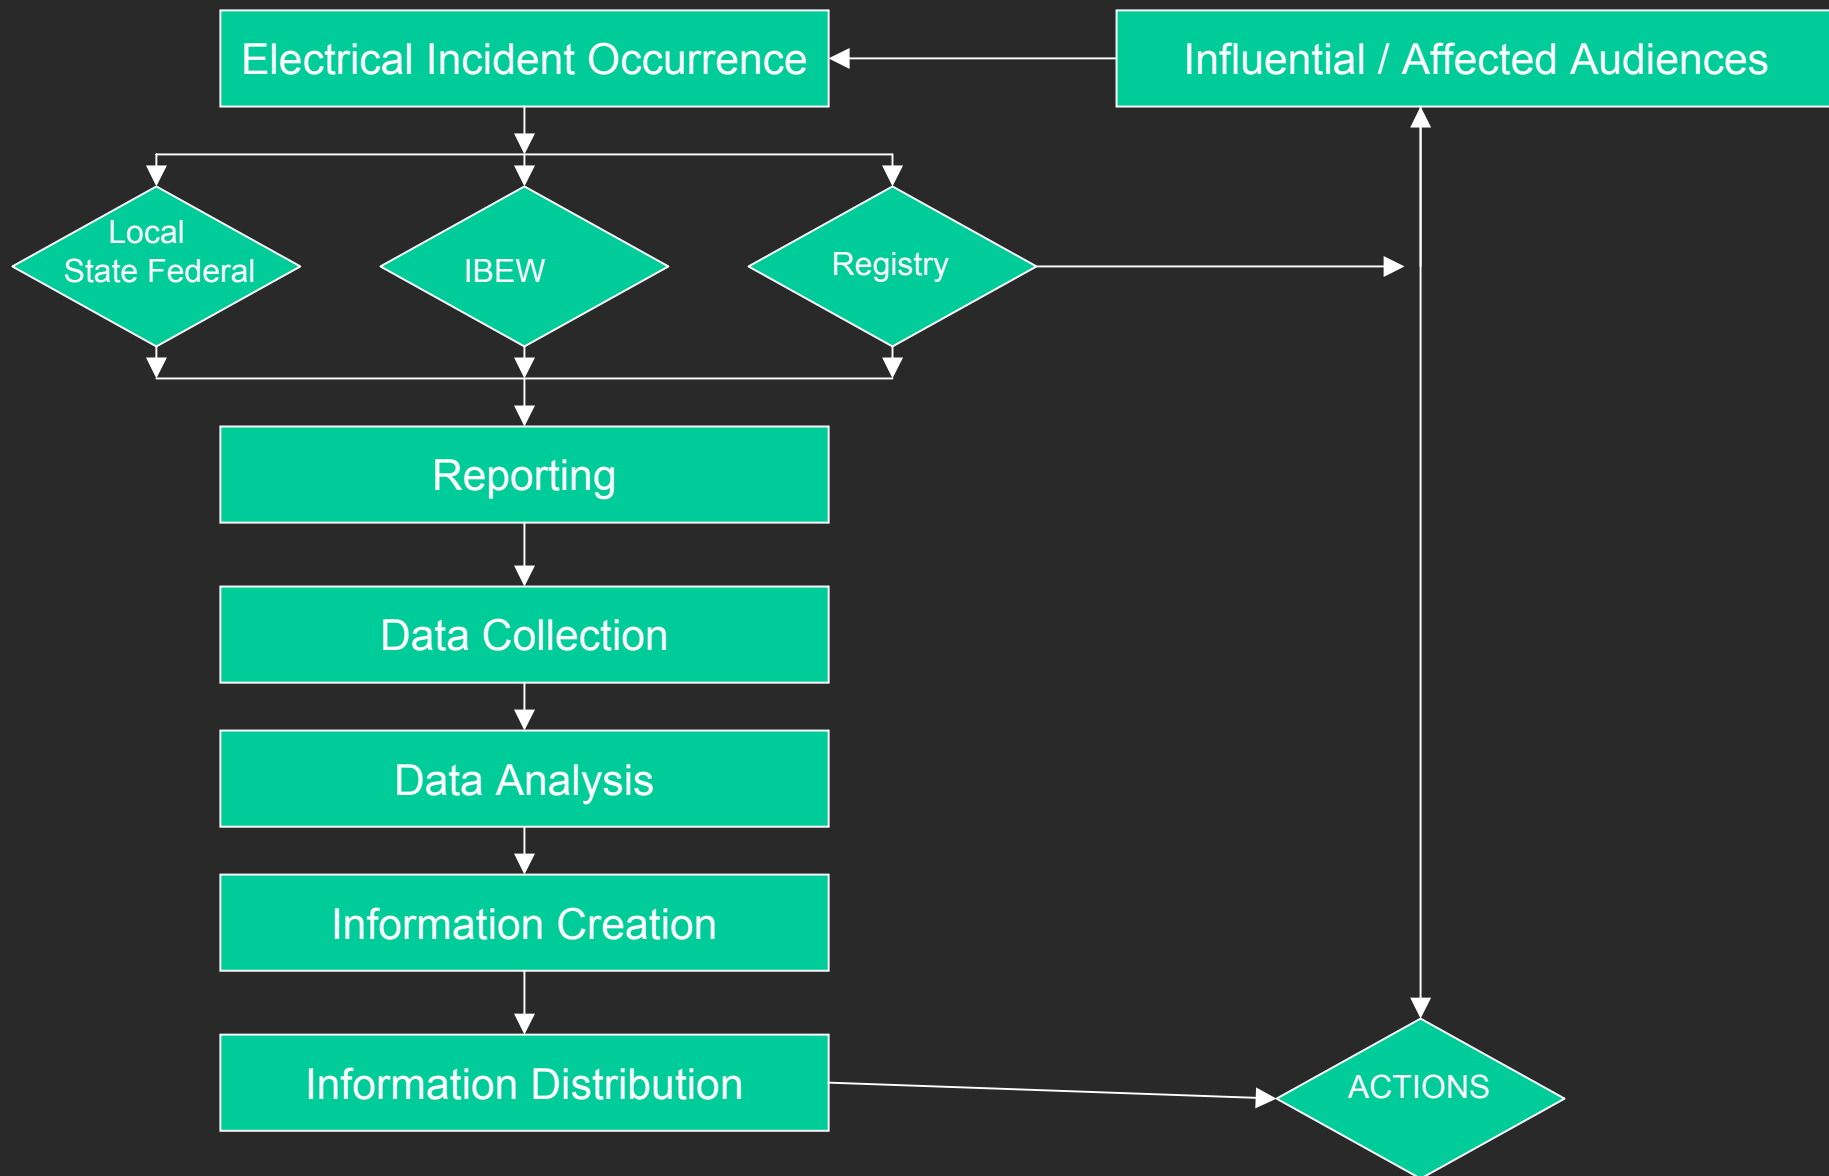 Electrical Incident Occurrence
Influential / Affected Audiences
Local
State Federal
IBEW
Registry
Reporting
Data Collection
Data Analysis
Information Creation
Information Distribution
ACTIONS